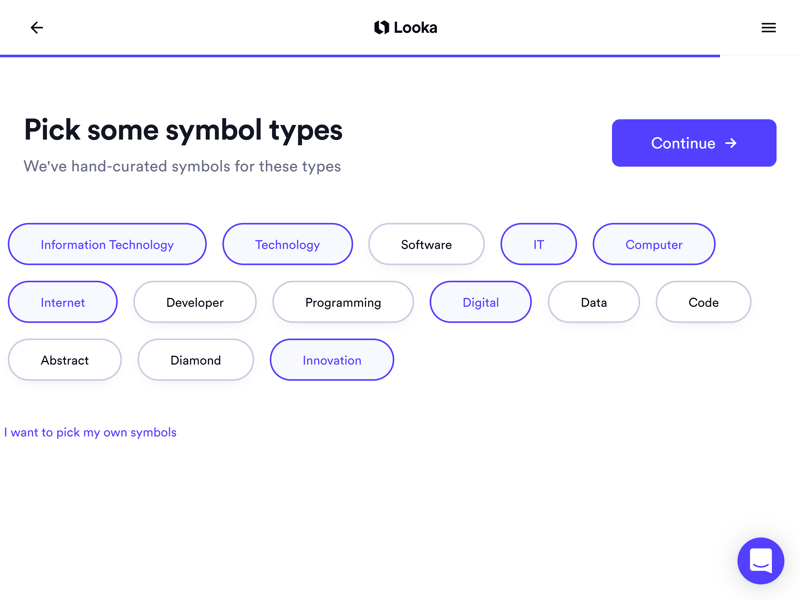 Looka
Pick some symbol types
We've hand-curated symbols for these types
Continue →
Information Technology
Technology
Software
IT
Computer
Internet
Developer
Programming
Digital
Data
Code
Abstract
Diamond
Innovation
I want to pick my own symbols